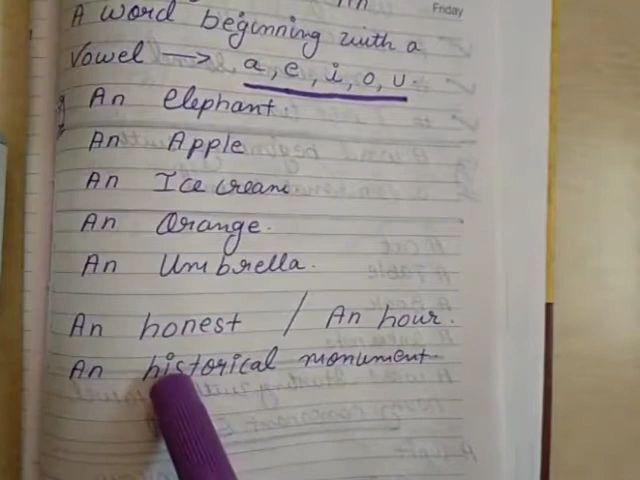 Friday
A word beginning with a
Vowel → a, e, i, o, u.
An elephant
An Apple
An Ice cream
An Orange.
An Umbrella.
An honest / An hour.
An historical monument.